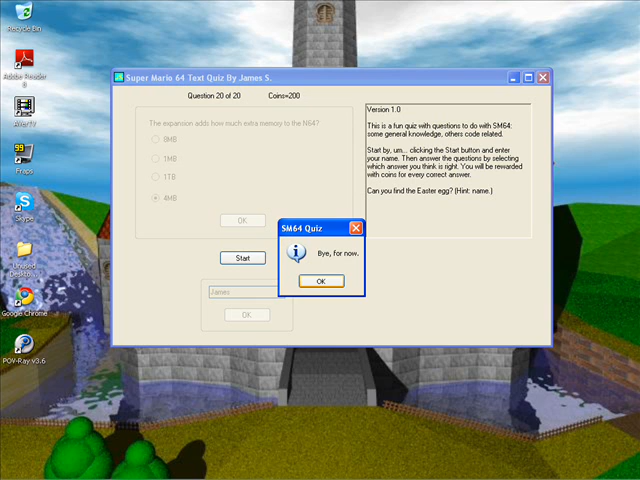 Recycle Bin
Adobe Reader
8
AVerTV
99
Fraps
Skype
Unused
Deskto...
Google Chrome
POV-Ray v3.6
Super Mario 64 Text Quiz By James S.
Question 20 of 20 Coins=200
The expansion adds how much extra memory to the N64?
8MB
1MB
1TB
4MB
OK
Start
James
OK
Version 1.0
This is a fun quiz with questions to do with SM64:
some general knowledge, others code related.
Start by, um... clicking the Start button and enter
your name. Then answer the questions by selecting
which answer you think is right. You will be rewarded
with coins for every correct answer.
Can you find the Easter egg? (Hint: name.)
SM64 Quiz
Bye, for now.
OK